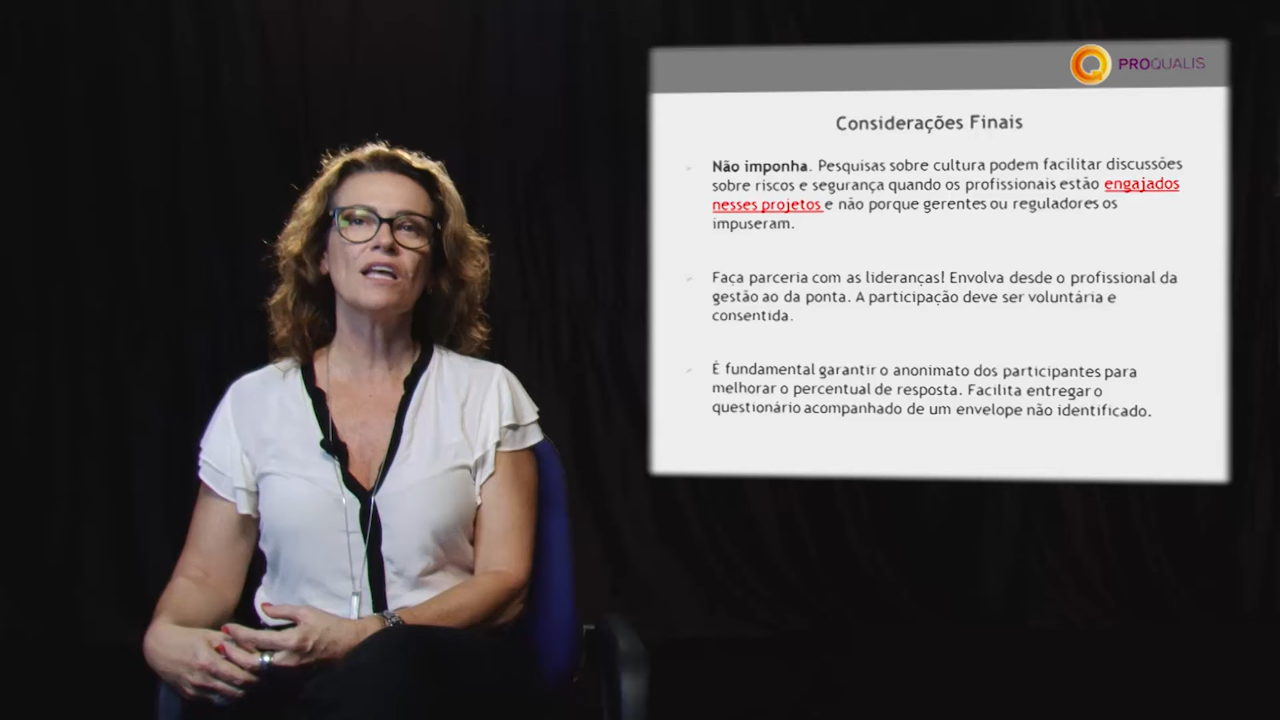 PROQUALIS
Considerações Finais
Não imponha. Pesquisas sobre cultura podem facilitar discussões
sobre riscos e segurança quando os profissionais estão engajados
nesses projetos e não porque gerentes ou reguladores os
impuseram.
Faça parceria com as lideranças! Envolva desde o profissional da
gestão ao da ponta. A participação deve ser voluntária e
consentida.
É fundamental garantir o anonimato dos participantes para
melhorar o percentual de resposta. Facilita entregar o
questionário acompanhado de um envelope não identificado.